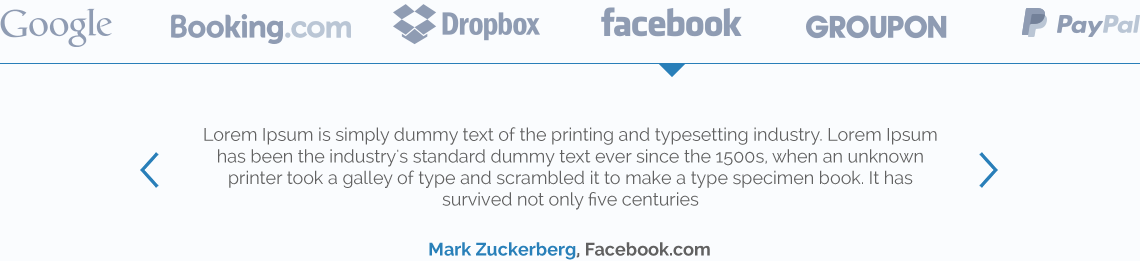 Google Booking.com Dropbox facebook GROUPON PayPal
Lorem Ipsum is simply dummy text of the printing and typesetting industry. Lorem Ipsum
has been the industry's standard dummy text ever since the 1500s, when an unknown
printer took a galley of type and scrambled it to make a type specimen book. It has
survived not only five centuries
Mark Zuckerberg, Facebook.com